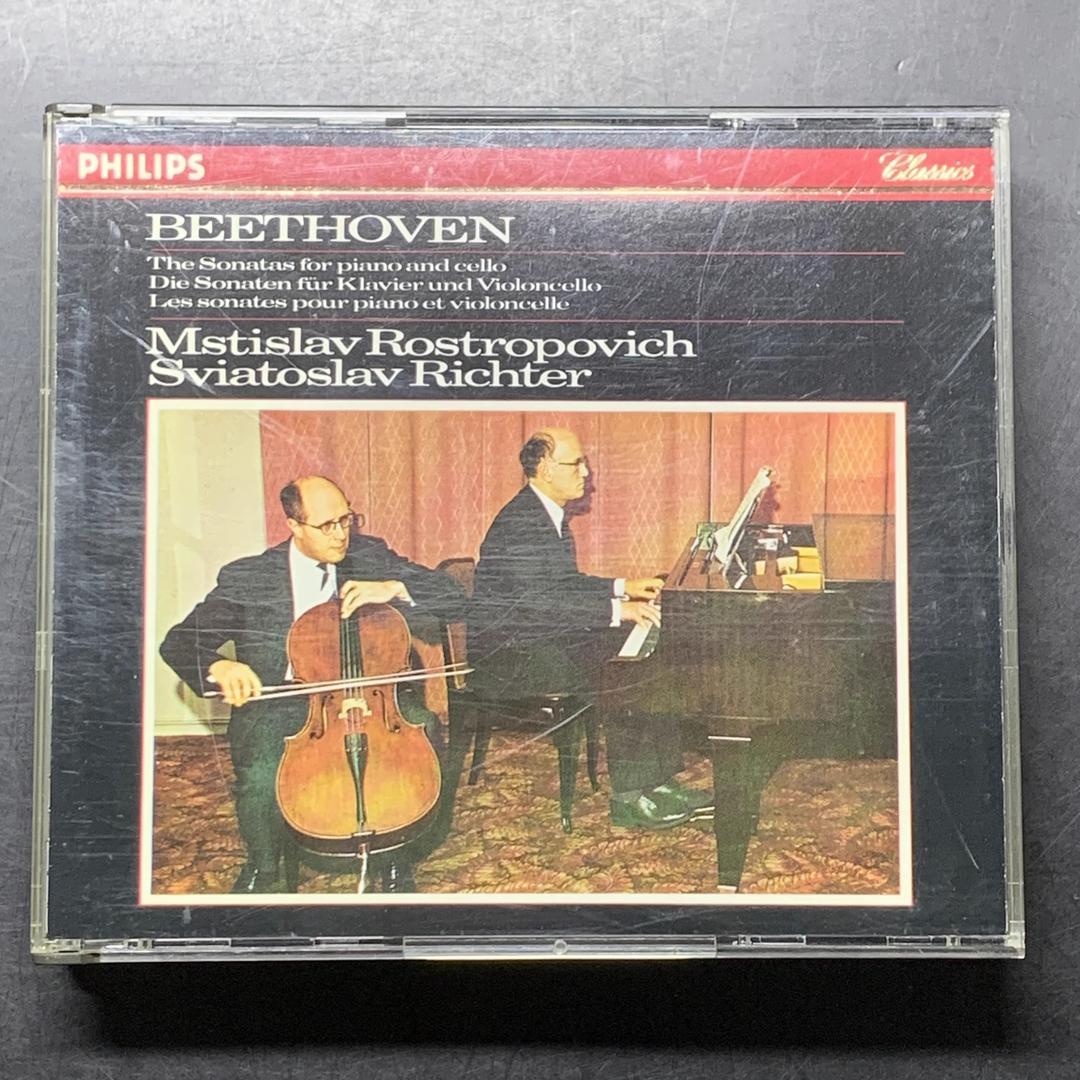 PHILIPS
Classics
BEETHOVEN
The Sonatas for piano and cello
Die Sonaten für Klavier und Violoncello
Les sonates pour piano et violoncelle
Mstislav Rostropovich
Sviatoslav Richter